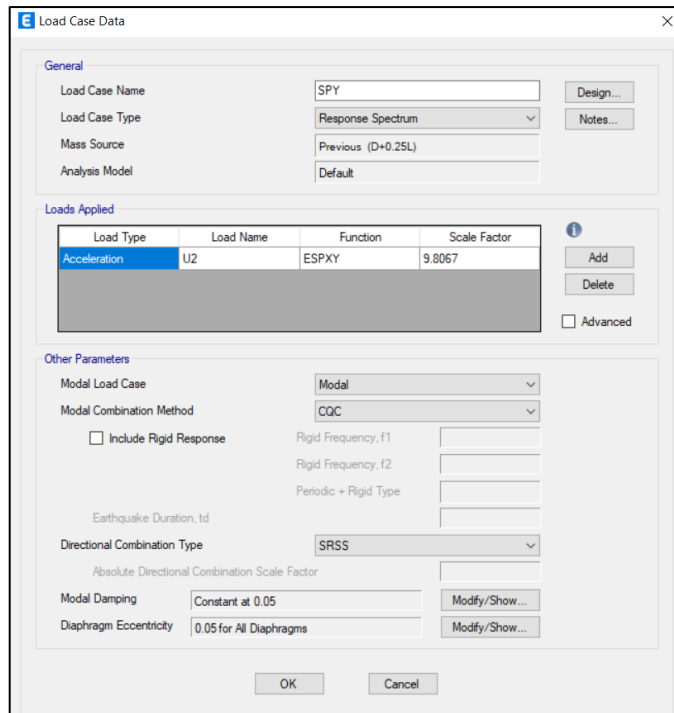 E Load Case Data
General
Load Case Name SPY Design...
Load Case Type Response Spectrum Notes...
Mass Source Previous (D+0.25L)
Analysis Model Default
Loads Applied
Load Type Load Name Function Scale Factor
Acceleration U2 ESPXY 9.8067 Add
Delete
Advanced
Other Parameters
Modal Load Case Modal
Modal Combination Method CQC
Include Rigid Response Rigid Frequency, f1
Rigid Frequency, f2
Periodic + Rigid Type
Earthquake Duration, td
Directional Combination Type SRSS
Absolute Directional Combination Scale Factor
Modal Damping Constant at 0.05 Modify/Show...
Diaphragm Eccentricity 0.05 for All Diaphragms Modify/Show...
OK Cancel